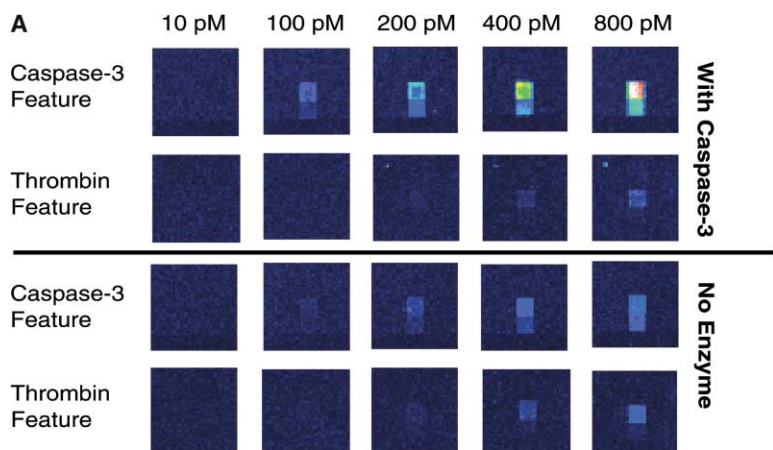 A
10 pM 100 pM 200 pM 400 pM 800 pM
Caspase-3
Feature
Thrombin
Feature
With Caspase-3
Caspase-3
Feature
Thrombin
Feature
No Enzyme